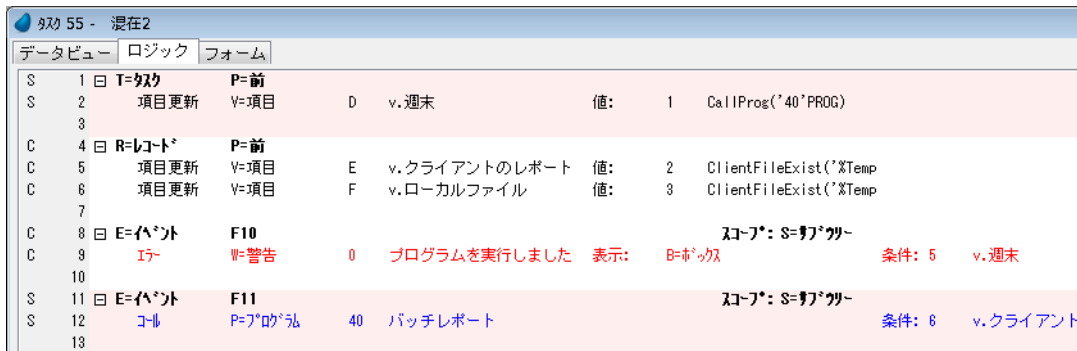 ﾀｽｸ 55 -  混在2
データビュー ロジック フォーム
S 1 T=ﾀｽｸ P=前
S 2 項目更新 V=項目 D v.週末 値: 1 CallProg('40'PROG)
3
C 4 R=ﾚｺｰﾄﾞ P=前
C 5 項目更新 V=項目 E v.クライアントのレポート 値: 2 ClientFileExist('%Temp
C 6 項目更新 V=項目 F v.ローカルファイル 値: 3 ClientFileExist('%Temp
7
C 8 E=ｲﾍﾞﾝﾄ F10 ｽｺｰﾌﾟ: S=ｻﾌﾞﾂﾘｰ
C 9 ｴﾗｰ W=警告 0 プログラムを実行しました 表示: B=ﾎﾞｯｸｽ 条件: 5 v.週末
10
S 11 E=ｲﾍﾞﾝﾄ F11 ｽｺｰﾌﾟ: S=ｻﾌﾞﾂﾘｰ
S 12 ｺｰﾙ P=ﾌﾟﾛｸﾞﾗﾑ 40 バッチレポート 条件: 6 v.クライアント
13